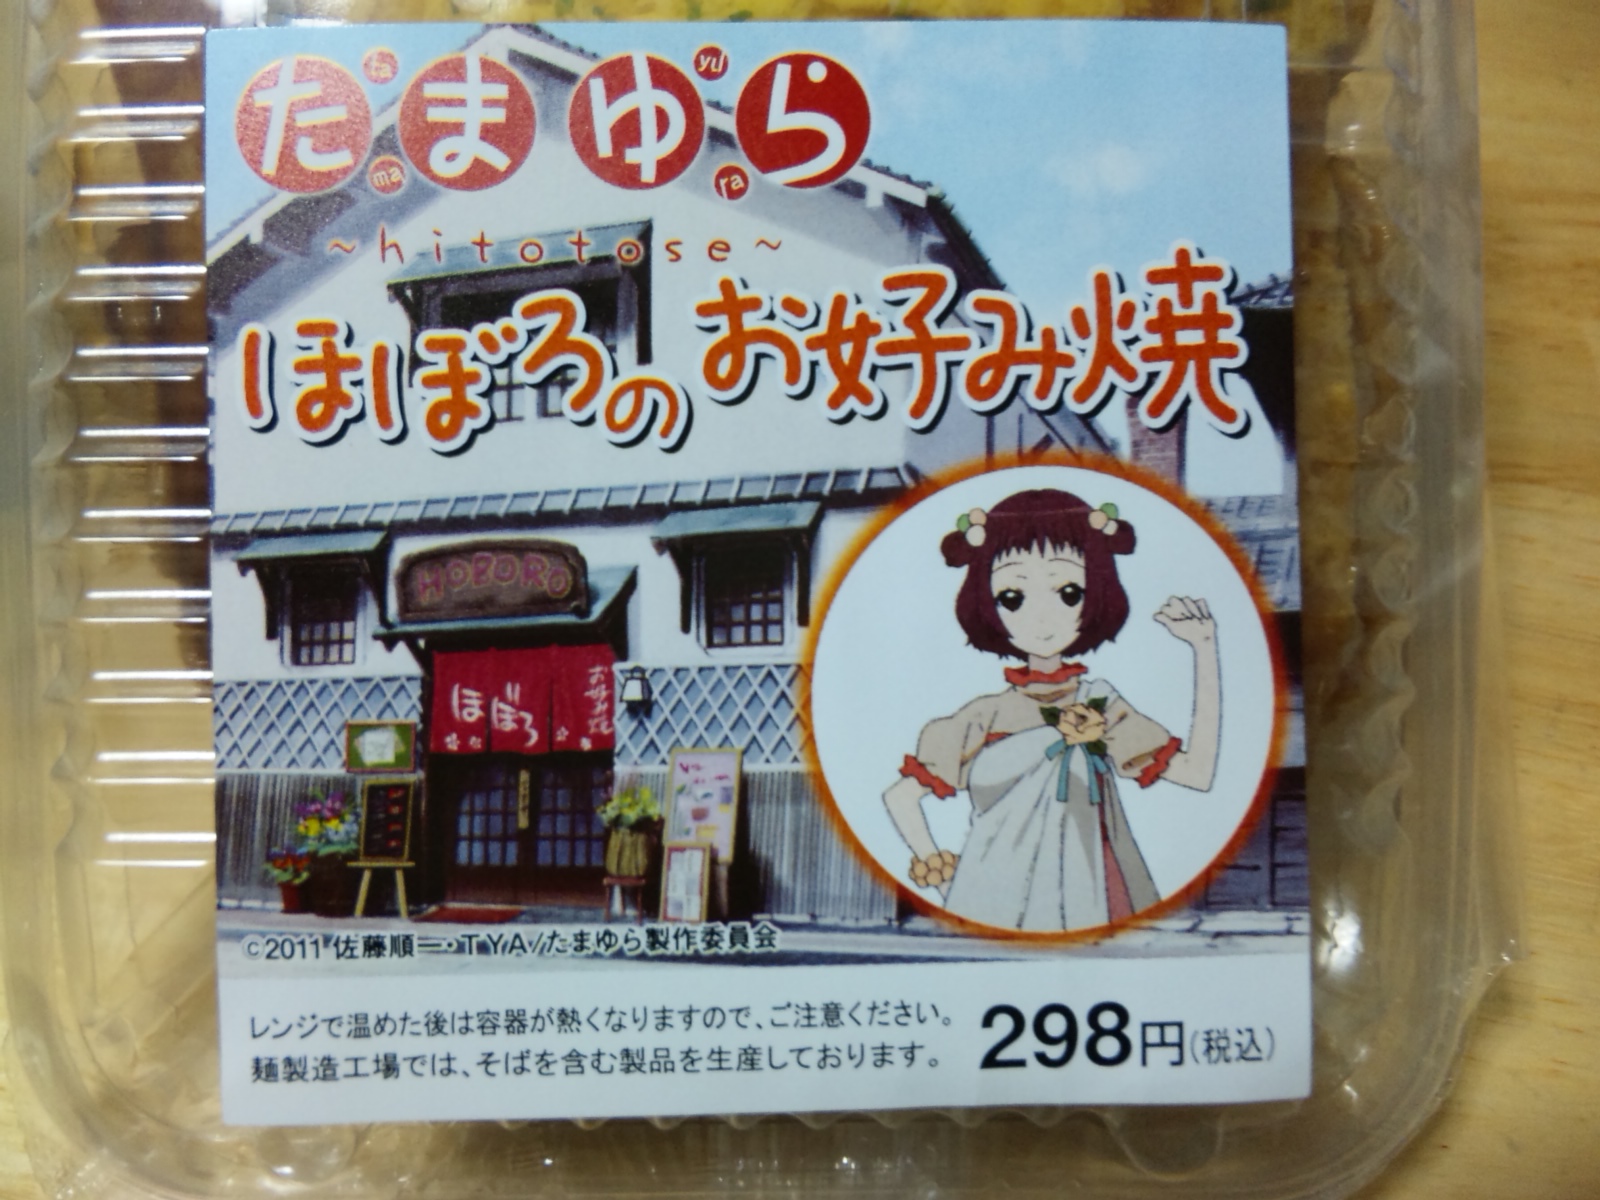 たまゆら
ta ma yu ra
~hitotose~
ほぼろのお好み焼
HOBORO
ほぼろ
お好み焼
©2011 佐藤順一・TYA/たまゆら製作委員会
レンジで温めた後は容器が熱くなりますので、ご注意ください。
麺製造工場では、そばを含む製品を生産しております。
298円(税込)